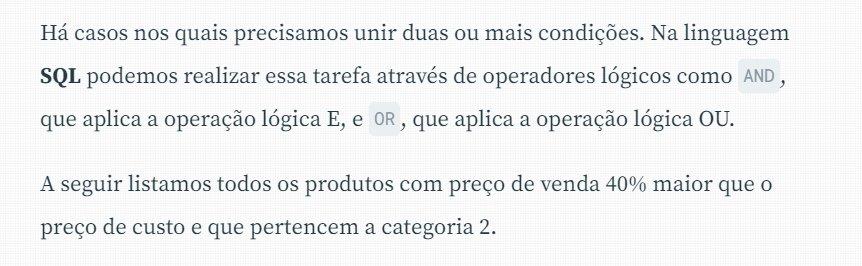 Há casos nos quais precisamos unir duas ou mais condições. Na linguagem
SQL podemos realizar essa tarefa através de operadores lógicos como AND,
que aplica a operação lógica E, e OR, que aplica a operação lógica OU.
A seguir listamos todos os produtos com preço de venda 40% maior que o
preço de custo e que pertencem a categoria 2.